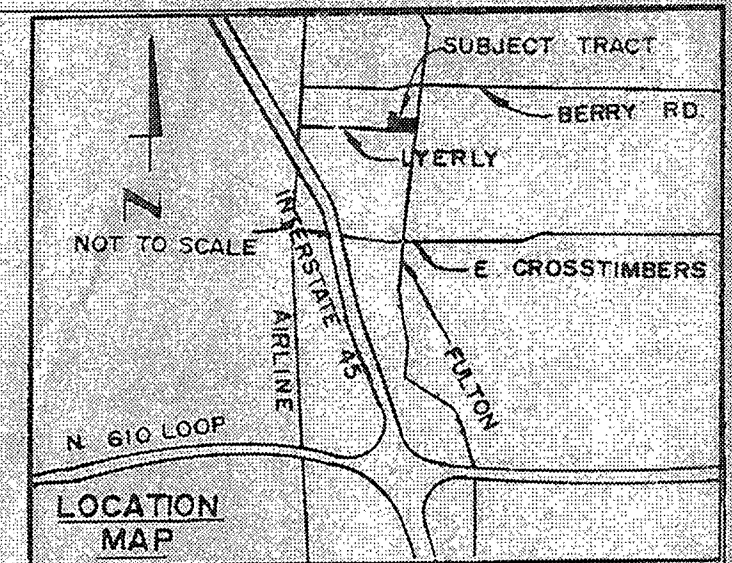 SUBJECT TRACT
BERRY RD.
LYERLY
N
NOT TO SCALE
INTERSTATE 45
E. CROSSTIMBERS
AIRLINE
FULTON
N. 610 LOOP
LOCATION
MAP